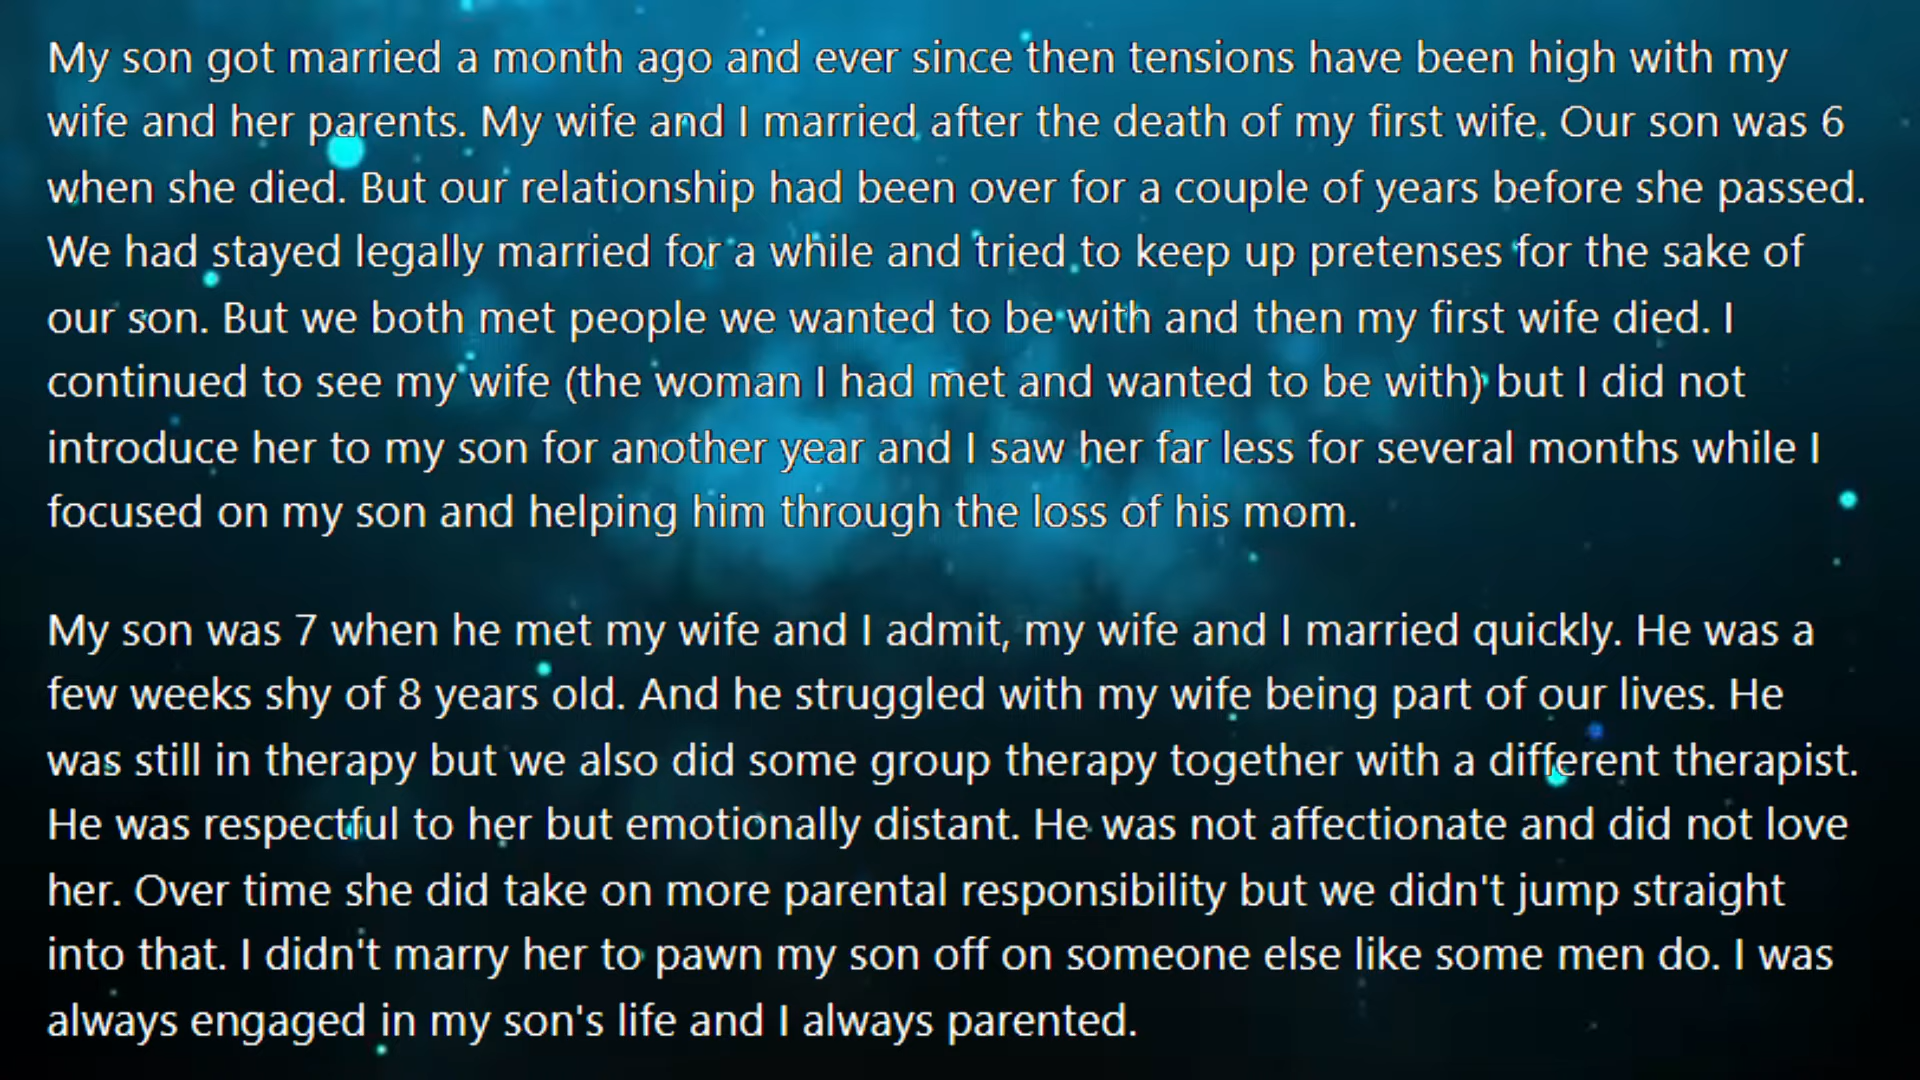 My son got married a month ago and ever since then tensions have been high with my
wife and her parents. My wife and I married after the death of my first wife. Our son was 6
when she died. But our relationship had been over for a couple of years before she passed.
We had stayed legally married for a while and tried to keep up pretenses for the sake of
our son. But we both met people we wanted to be with and then my first wife died. I
continued to see my wife (the woman I had met and wanted to be with) but I did not
introduce her to my son for another year and I saw her far less for several months while I
focused on my son and helping him through the loss of his mom.
My son was 7 when he met my wife and I admit, my wife and I married quickly. He was a
few weeks shy of 8 years old. And he struggled with my wife being part of our lives. He
was still in therapy but we also did some group therapy together with a different therapist.
He was respectful to her but emotionally distant. He was not affectionate and did not love
her. Over time she did take on more parental responsibility but we didn't jump straight
into that. I didn't marry her to pawn my son off on someone else like some men do. I was
always engaged in my son's life and I always parented.